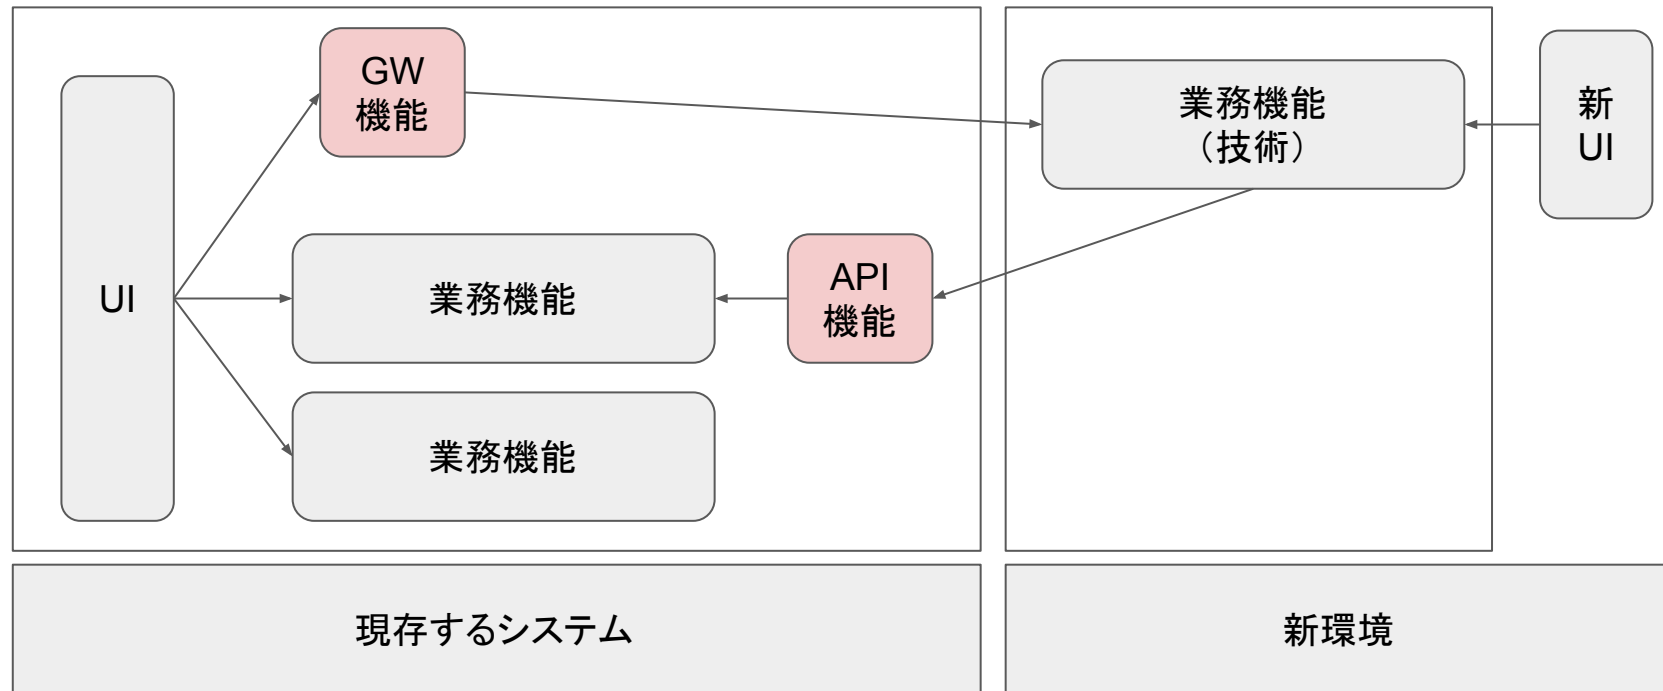 GW
機能
業務機能
（技術）
新
UI
UI
業務機能
API
機能
業務機能
現存するシステム
新環境